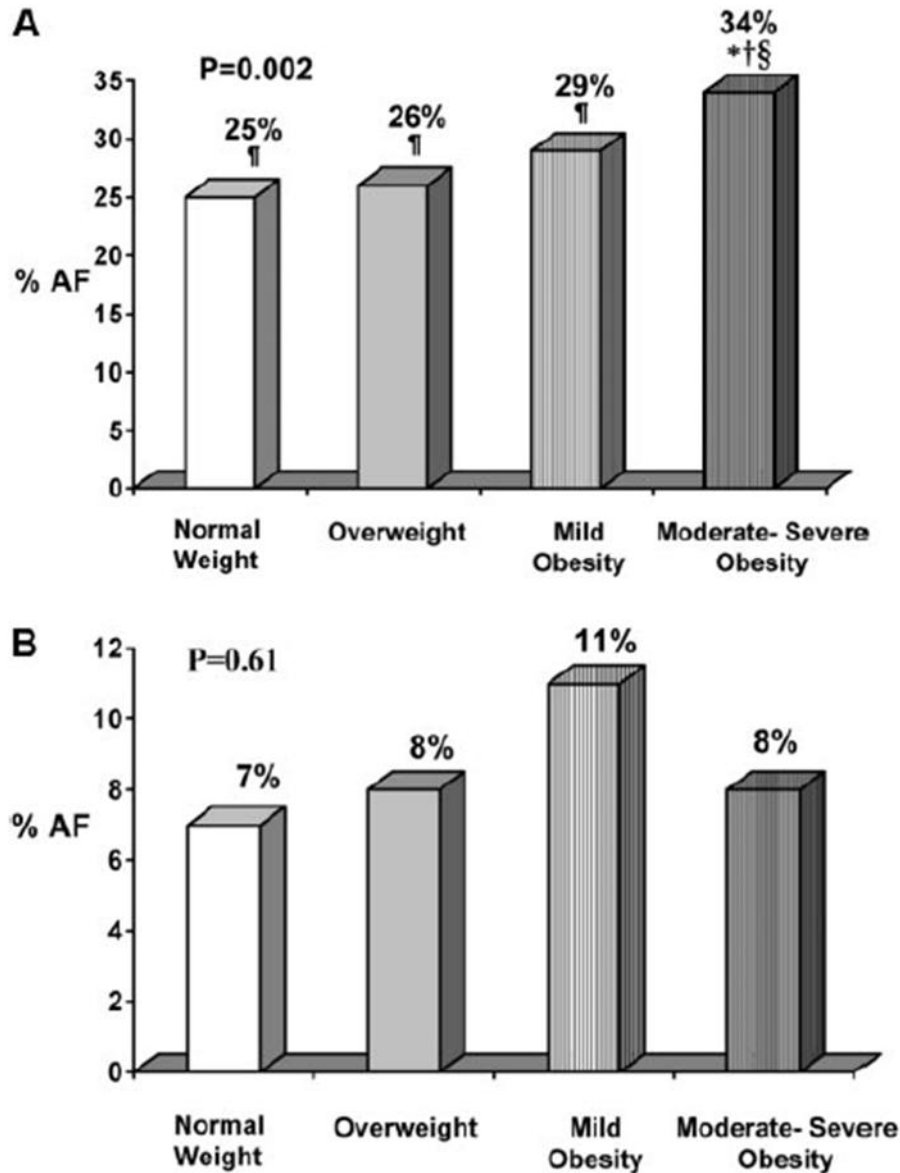 A
P=0.002
25%
¶
26%
¶
29%
¶
34%
*†§
35
30
25
20
15
10
5
0
% AF
Normal
Weight
Overweight
Mild
Obesity
Moderate- Severe
Obesity
B
P=0.61
7%
8%
11%
8%
12
10
8
6
4
2
0
% AF
Normal
Weight
Overweight
Mild
Obesity
Moderate- Severe
Obesity